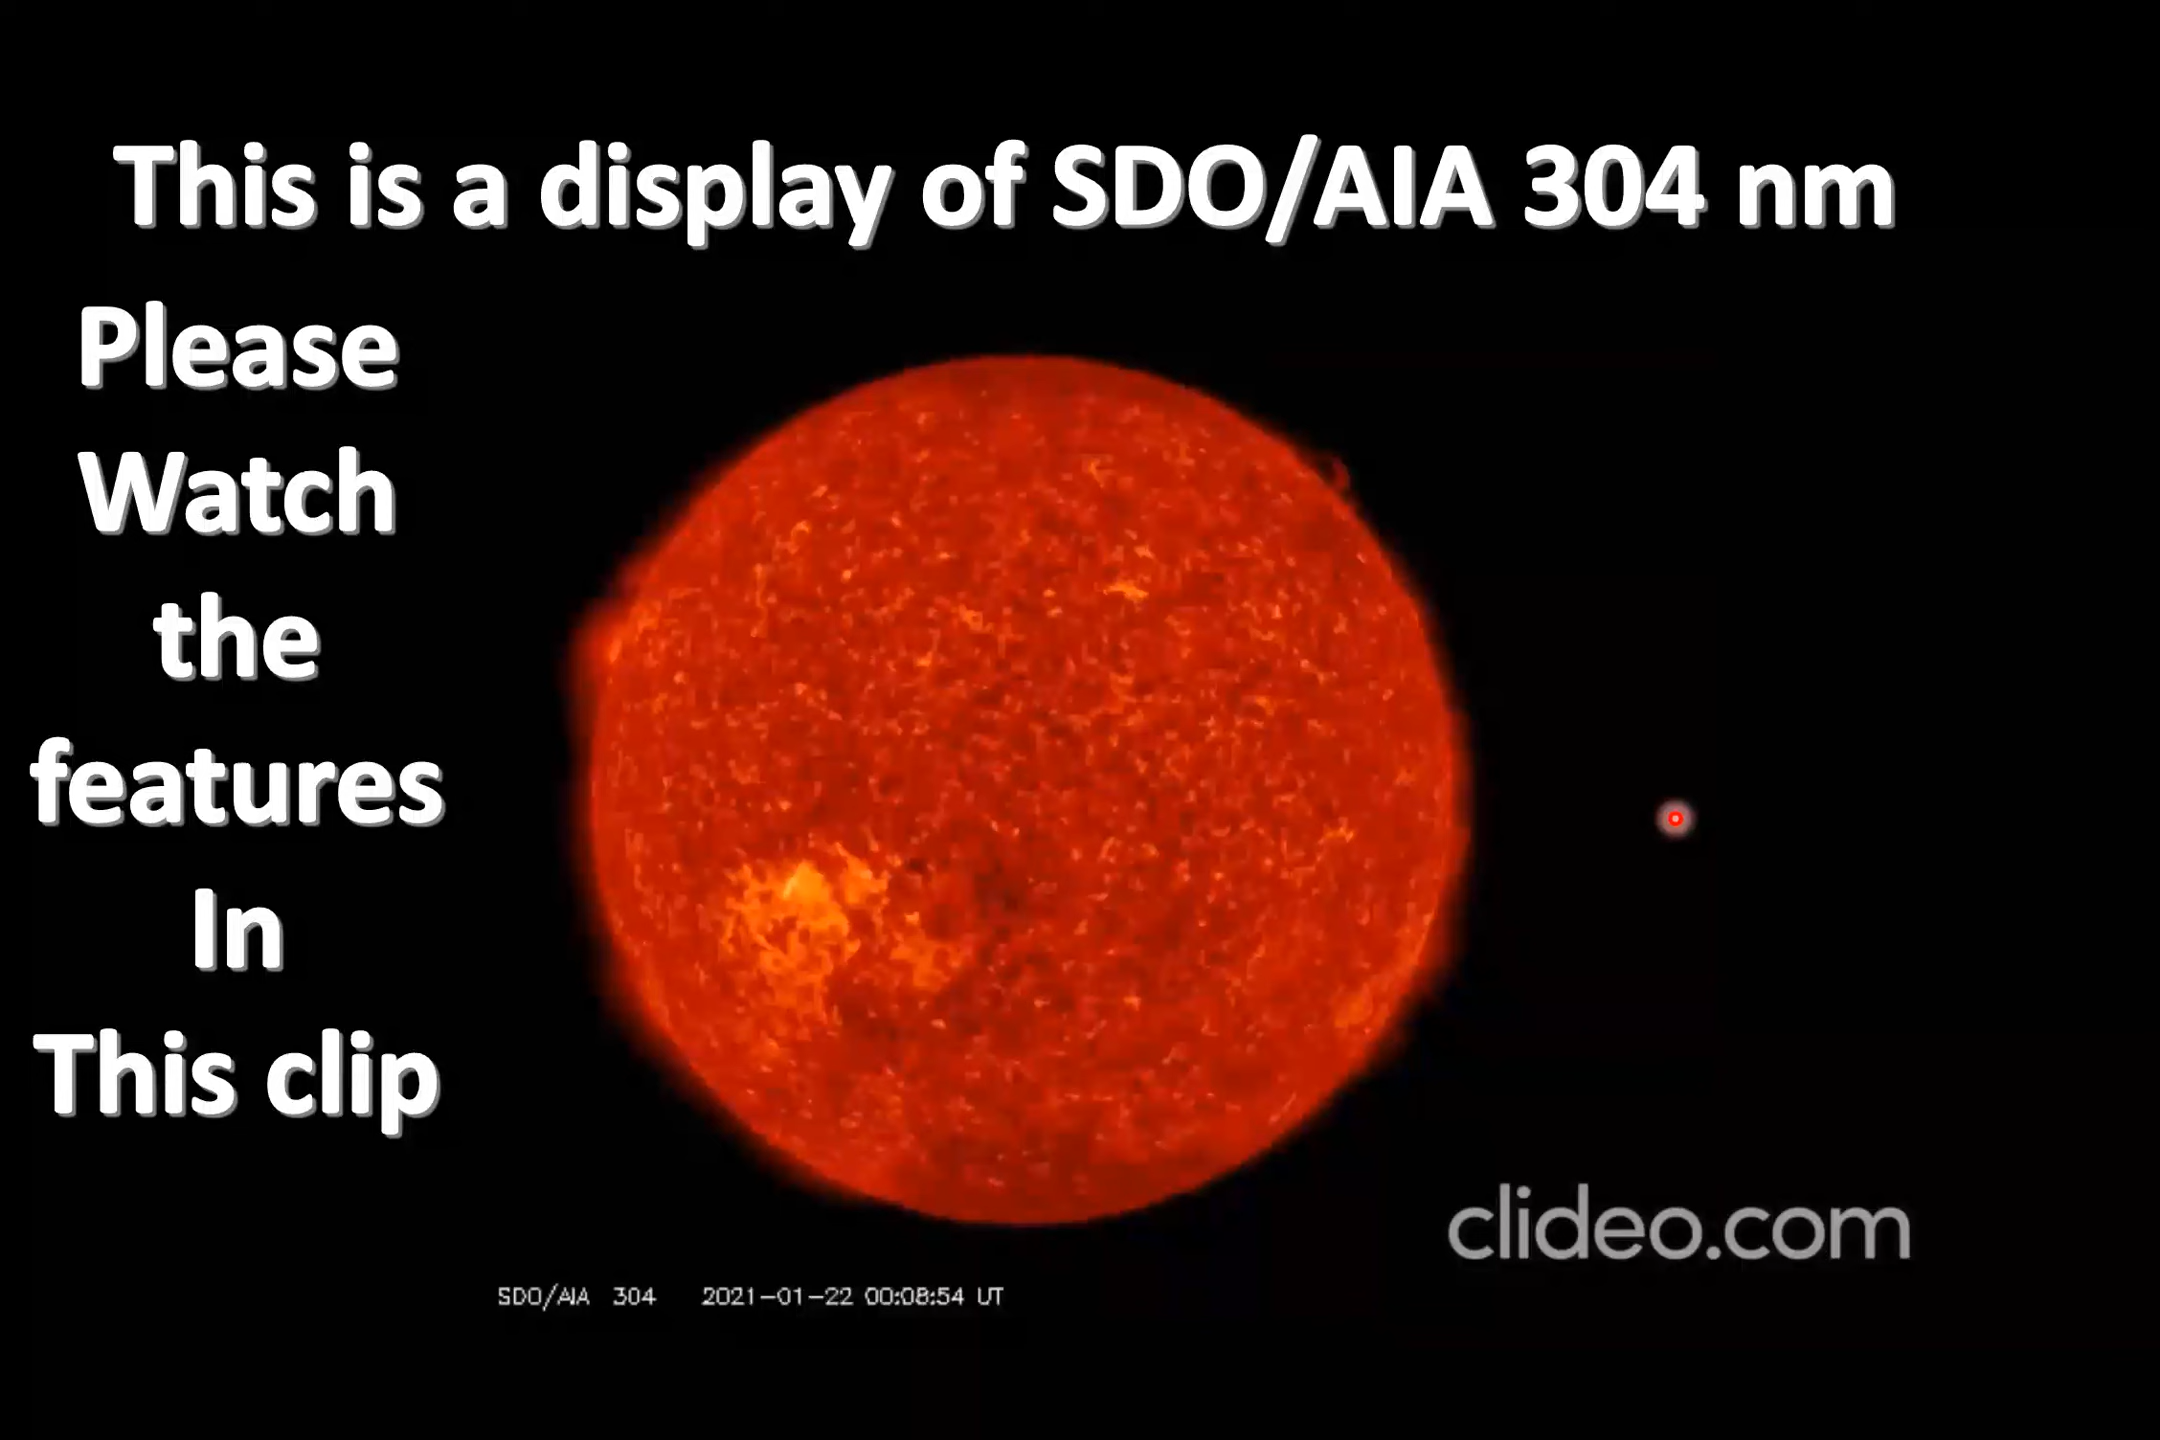 This is a display of SDO/AIA 304 nm
Please
Watch
the
features
In
This clip
clideo.com
SDO/AIA 304 2021-01-22 00:08:54 UT